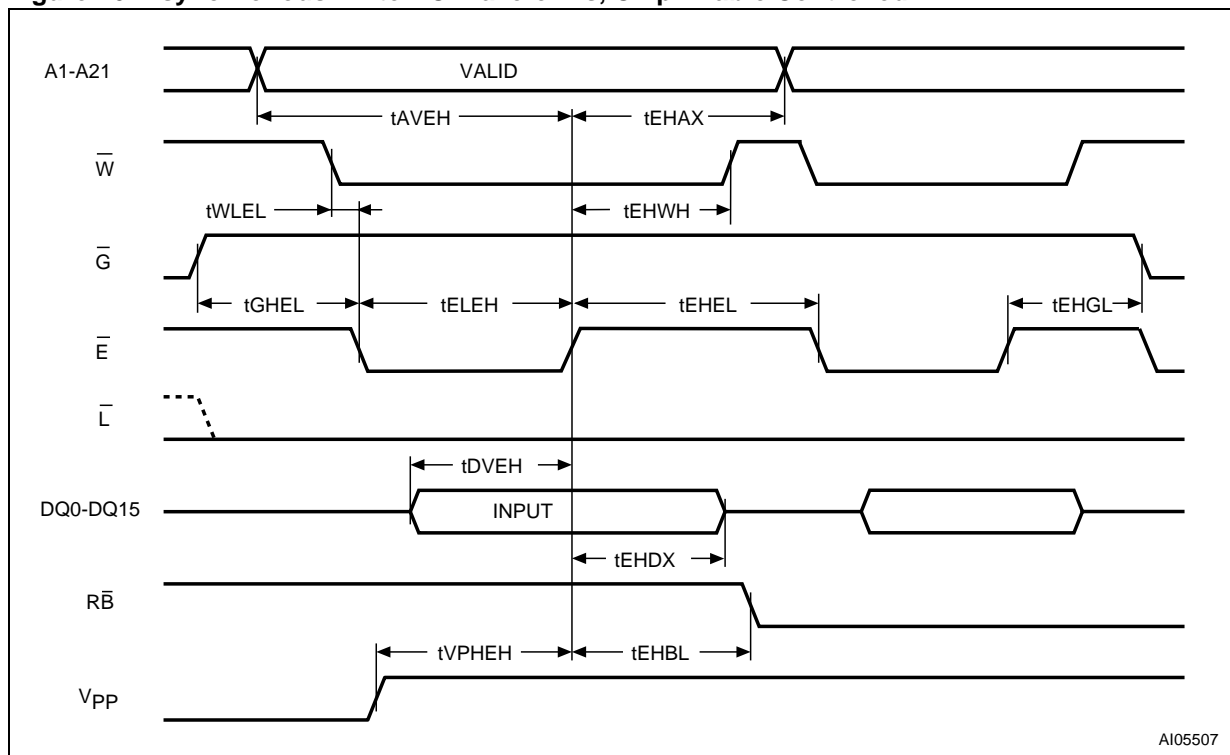 A1-A21
VALID
tAVEH
tEHAX
W̅
tWLEL
tEHWH
G̅
tGHEL
tELEH
tEHEL
tEHGL
E̅
L̅
tDVEH
DQ0-DQ15
INPUT
tEHDX
RB̅
tVPHEH
tEHBL
VPP
AI05507